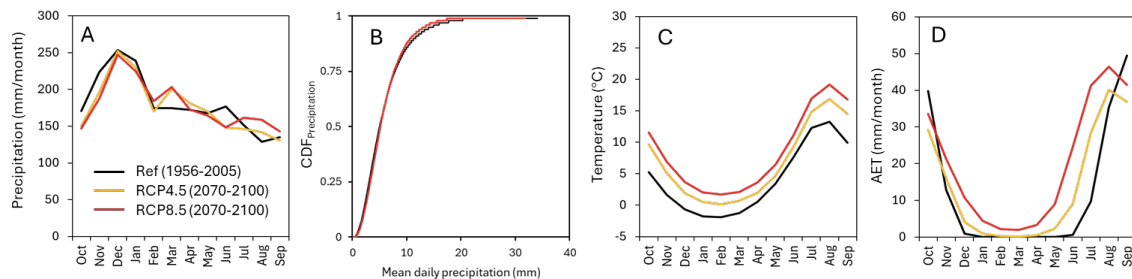 A
Precipitation (mm/month)
300
250
200
150
100
50
0
Ref (1956-2005)
RCP4.5 (2070-2100)
RCP8.5 (2070-2100)
Oct
Nov
Dec
Jan
Feb
Mar
Apr
May
Jun
Jul
Aug
Sep
B
CDFPrecipitation
1
0.75
0.5
0.25
0
0
10
20
30
40
Mean daily precipitation (mm)
C
Temperature (°C)
30
25
20
15
10
5
0
-5
Oct
Nov
Dec
Jan
Feb
Mar
Apr
May
Jun
Jul
Aug
Sep
D
AET (mm/month)
60
50
40
30
20
10
0
Oct
Nov
Dec
Jan
Feb
Mar
Apr
May
Jun
Jul
Aug
Sep